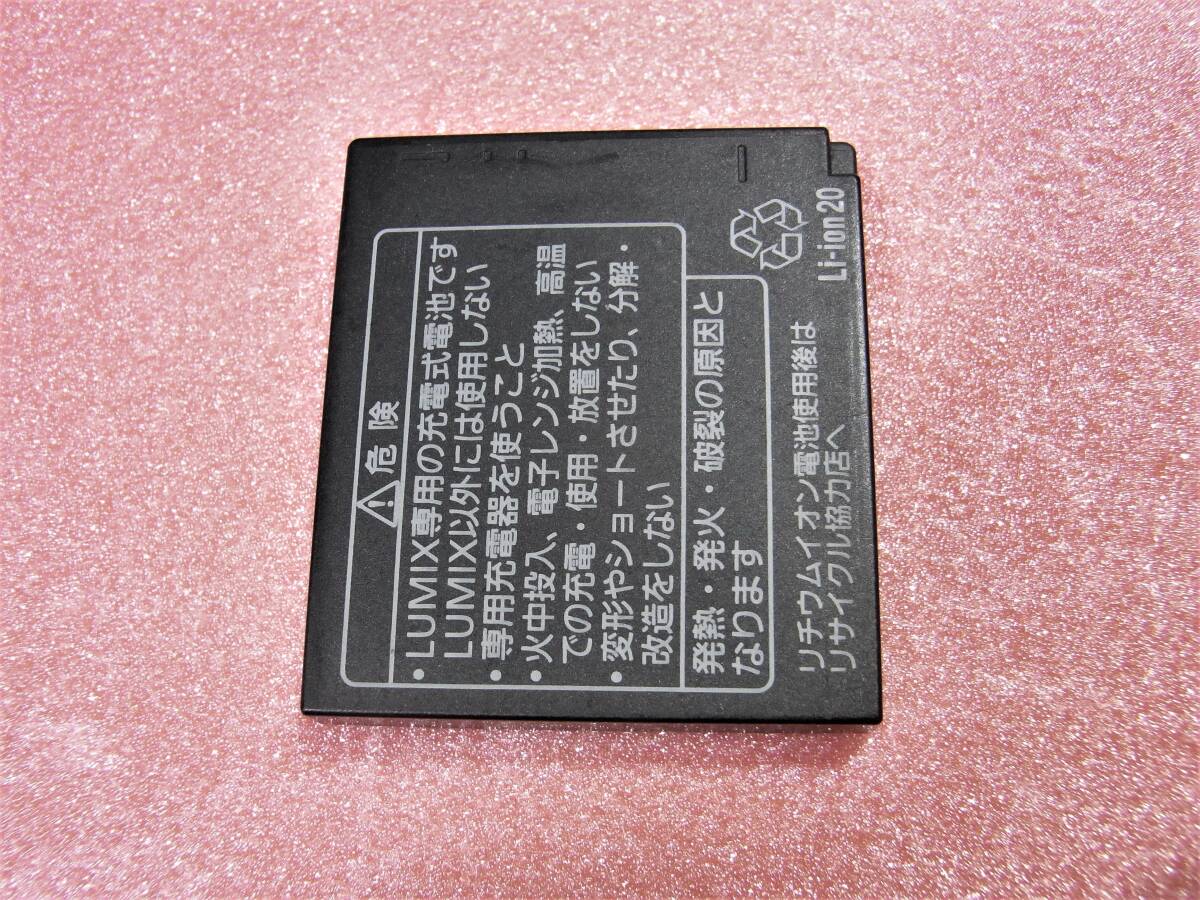 危険
・LUMIX専用の充電式電池です
LUMIX以外には使用しない
・専用充電器を使うこと
・火中投入、電子レンジ加熱、高温
での充電・使用・放置をしない
・変形やショートさせたり、分解・
改造をしない
発熱・発火・破裂の原因と
なります
リチウムイオン電池使用後は
リサイクル協力店へ
Li-ion20